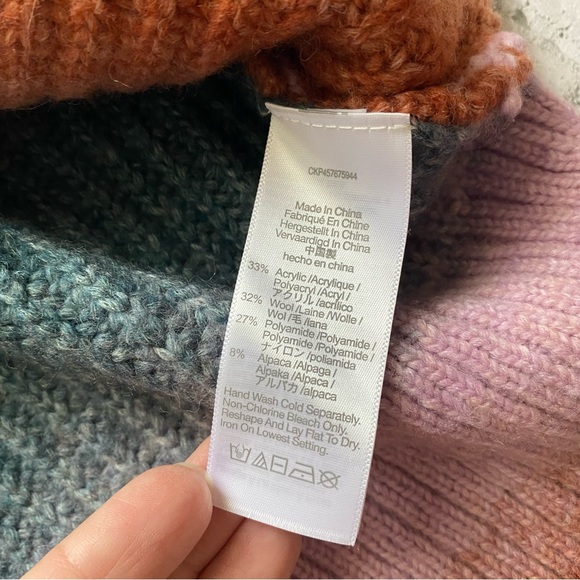 CKP457675944
Made In China
Fabriqué En Chine
Hergestellt In China
Vervaardigd In China
中国製
hecho en china
33% Acrylic /Acrylique /
Polyacryl /Acryl /
アクリル /acrílico
32% Wool /Laine /Wolle /
Wol /毛 /lana
27% Polyamide /Polyamide /
Polyamide /Polyamide /
ナイロン /poliamida
8% Alpaca /Alpaga /
Alpaka /Alpaca /
アルパカ /alpaca
Hand Wash Cold Separately.
Non-Chlorine Bleach Only.
Reshape And Lay Flat To Dry.
Iron On Lowest Setting.